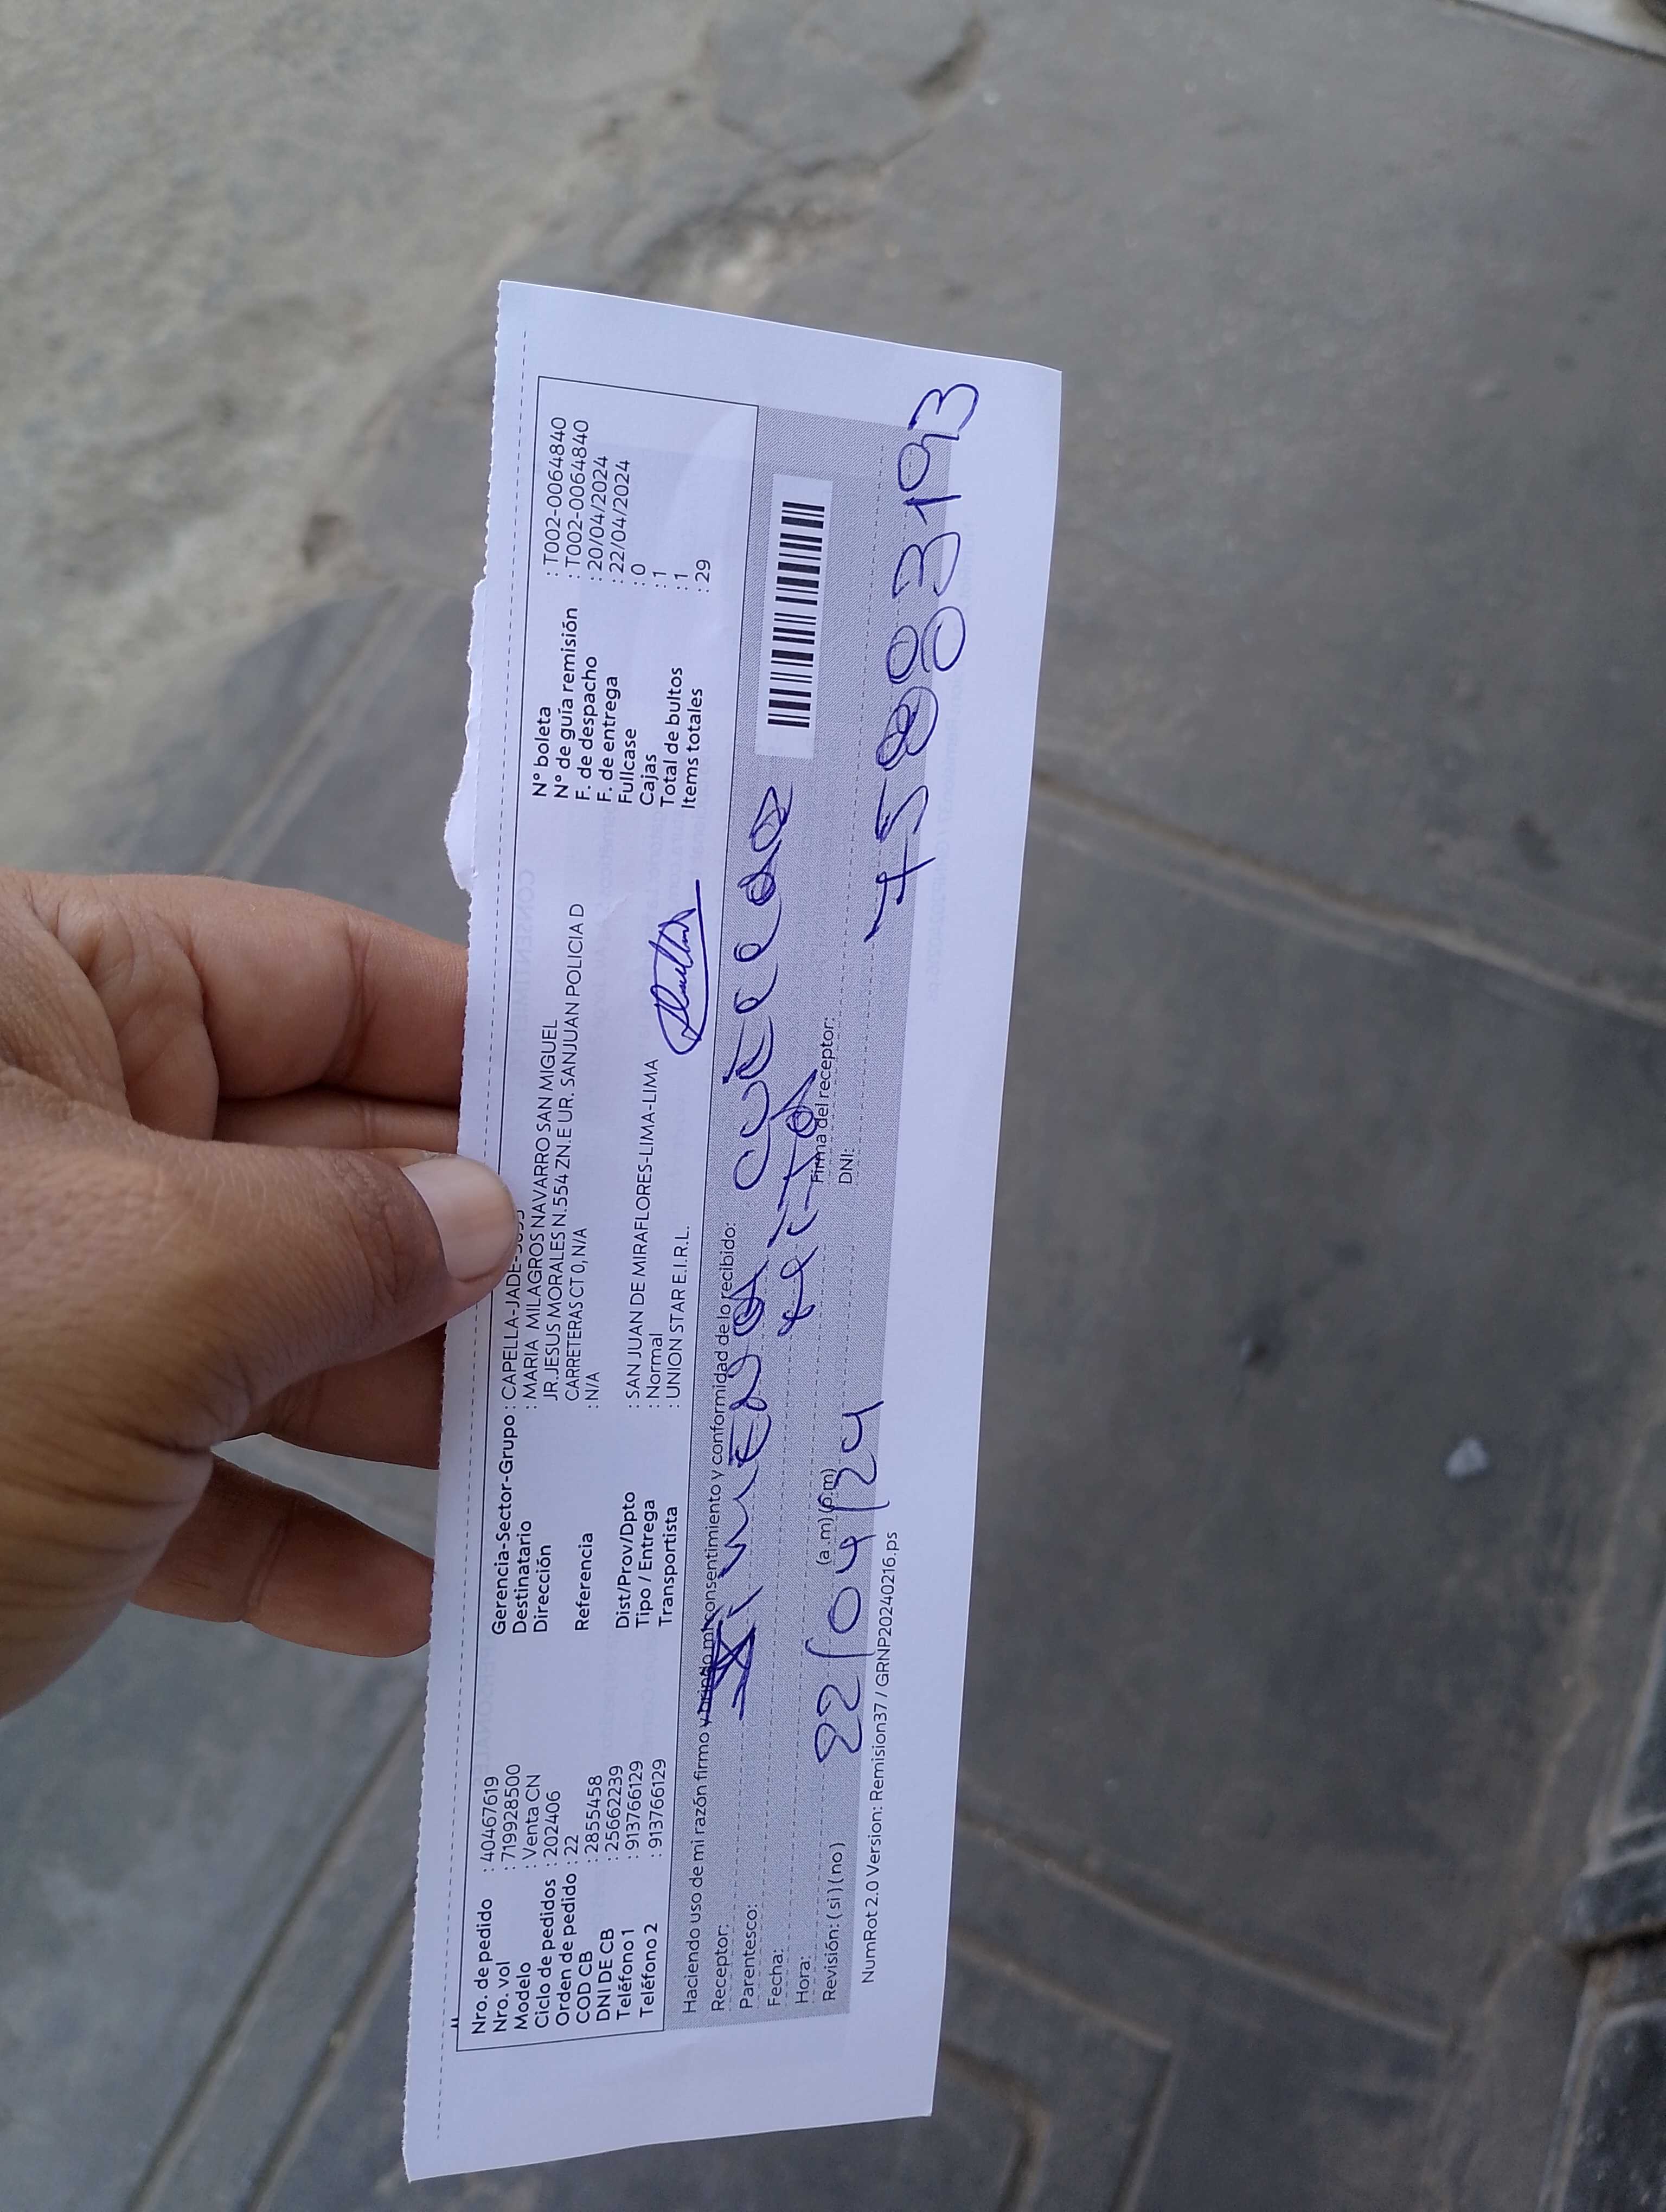 Nro. de pedido : 40467619
Nro. vol : 719928500
Modelo : Venta CN
Ciclo de pedidos : 202406
Orden de pedido : 22
COD CB : 2855458
DNI DE CB : 25662239
Teléfono 1 : 913766129
Teléfono 2 : 913766129
Gerencia-Sector-Grupo : CAPELLA-JADE-
Destinatario : MARIA MILAGROS NAVARRO SAN MIGUEL
Dirección JR.JESUS MORALES N.554 ZN.E UR. SANJUAN POLICIA D
CARRETERASCT 0, N/A
Referencia : N/A
Dist/Prov/Dpto : SAN JUAN DE MIRAFLORES-LIMA-LIMA
Tipo / Entrega : Normal
Transportista : UNION STAR E.I.R.L.
N° boleta : T002-0064840
N° de guía remisión : T002-0064840
F. de despacho : 20/04/2024
F. de entrega : 22/04/2024
Fullcase : 0
Cajas : 1
Total de bultos : 1
Items totales : 29
Haciendo uso de mi razón firmo y brindo mi consentimiento y conformidad de lo recibido:
Receptor:
Parentesco:
Fecha:
Hora: (a.m) (p.m)
22/04/24
Revisión: ( si ) ( no )
Firma del receptor:
DNI:
75883193
NumRot 2.0 Version: Remision37 / GRNP20240216.ps